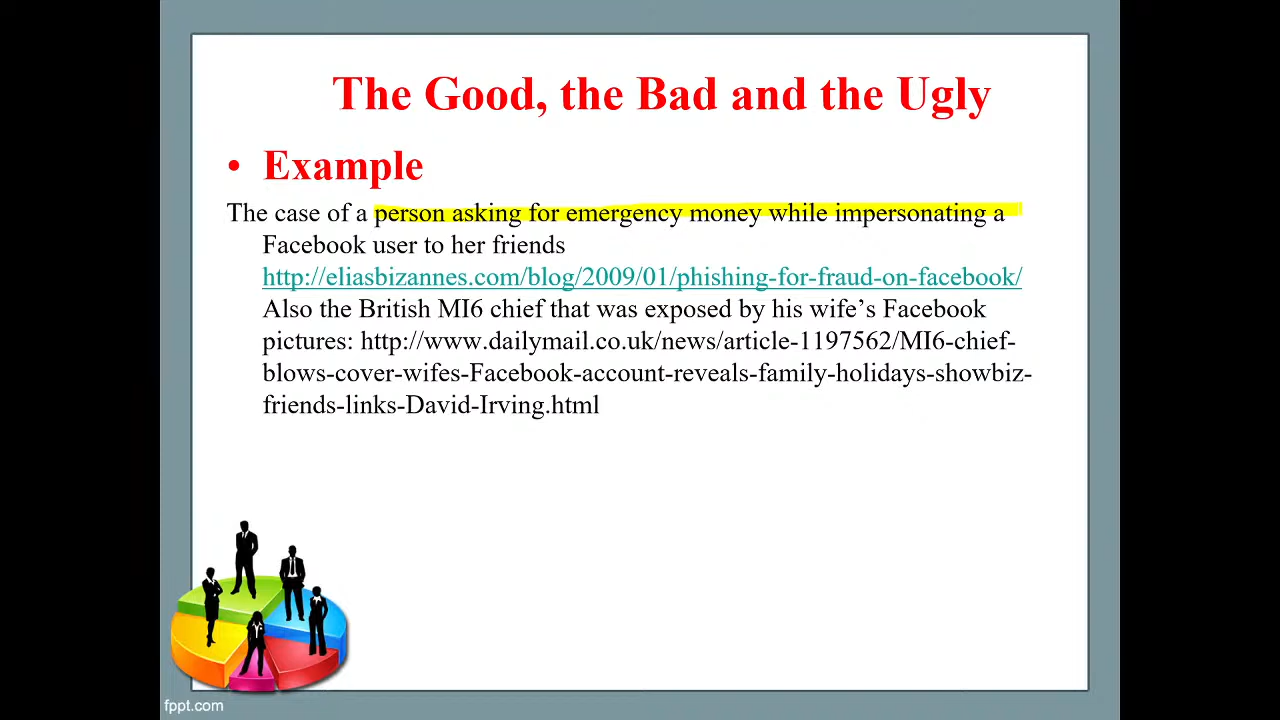 The Good, the Bad and the Ugly
• Example
The case of a person asking for emergency money while impersonating a
Facebook user to her friends
http://eliasbizannes.com/blog/2009/01/phishing-for-fraud-on-facebook/
Also the British MI6 chief that was exposed by his wife’s Facebook
pictures: http://www.dailymail.co.uk/news/article-1197562/MI6-chief-
blows-cover-wifes-Facebook-account-reveals-family-holidays-showbiz-
friends-links-David-Irving.html
fppt.com